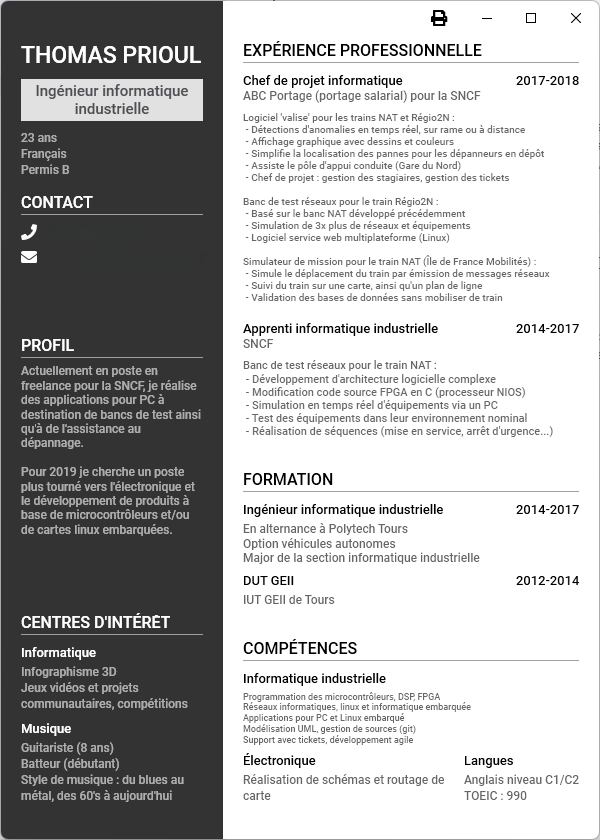 THOMAS PRIOUL
Ingénieur informatique
industrielle
23 ans
Français
Permis B
CONTACT
PROFIL
Actuellement en poste en
freelance pour la SNCF, je réalise
des applications pour PC à
destination de bancs de test ainsi
qu'à de l'assistance au
dépannage.
Pour 2019 je cherche un poste
plus tourné vers l'électronique et
le développement de produits à
base de microcontrôleurs et/ou
de cartes linux embarquées.
CENTRES D'INTÉRÊT
Informatique
Infographisme 3D
Jeux vidéos et projets
communautaires, compétitions
Musique
Guitariste (8 ans)
Batteur (débutant)
Style de musique : du blues au
métal, des 60's à aujourd'hui
EXPÉRIENCE PROFESSIONNELLE
Chef de projet informatique 2017-2018
ABC Portage (portage salarial) pour la SNCF
Logiciel 'valise' pour les trains NAT et Régio2N :
- Détections d'anomalies en temps réel, sur rame ou à distance
- Affichage graphique avec dessins et couleurs
- Simplifie la localisation des pannes pour les dépanneurs en dépôt
- Assiste le pôle d'appui conduite (Gare du Nord)
- Chef de projet : gestion des stagiaires, gestion des tickets
Banc de test réseaux pour le train Régio2N :
- Basé sur le banc NAT développé précédemment
- Simulation de 3x plus de réseaux et équipements
- Logiciel service web multiplateforme (Linux)
Simulateur de mission pour le train NAT (Île de France Mobilités) :
- Simule le déplacement du train par émission de messages réseaux
- Suivi du train sur une carte, ainsi qu'un plan de ligne
- Validation des bases de données sans mobiliser de train
Apprenti informatique industrielle 2014-2017
SNCF
Banc de test réseaux pour le train NAT :
- Développement d'architecture logicielle complexe
- Modification code source FPGA en C (processeur NIOS)
- Simulation en temps réel d'équipements via un PC
- Test des équipements dans leur environnement nominal
- Réalisation de séquences (mise en service, arrêt d'urgence...)
FORMATION
Ingénieur informatique industrielle 2014-2017
En alternance à Polytech Tours
Option véhicules autonomes
Major de la section informatique industrielle
DUT GEII 2012-2014
IUT GEII de Tours
COMPÉTENCES
Informatique industrielle
Programmation des microcontrôleurs, DSP, FPGA
Réseaux informatiques, linux et informatique embarquée
Applications pour PC et Linux embarqué
Modélisation UML, gestion de sources (git)
Support avec tickets, développement agile
Électronique
Réalisation de schémas et routage de
carte
Langues
Anglais niveau C1/C2
TOEIC : 990